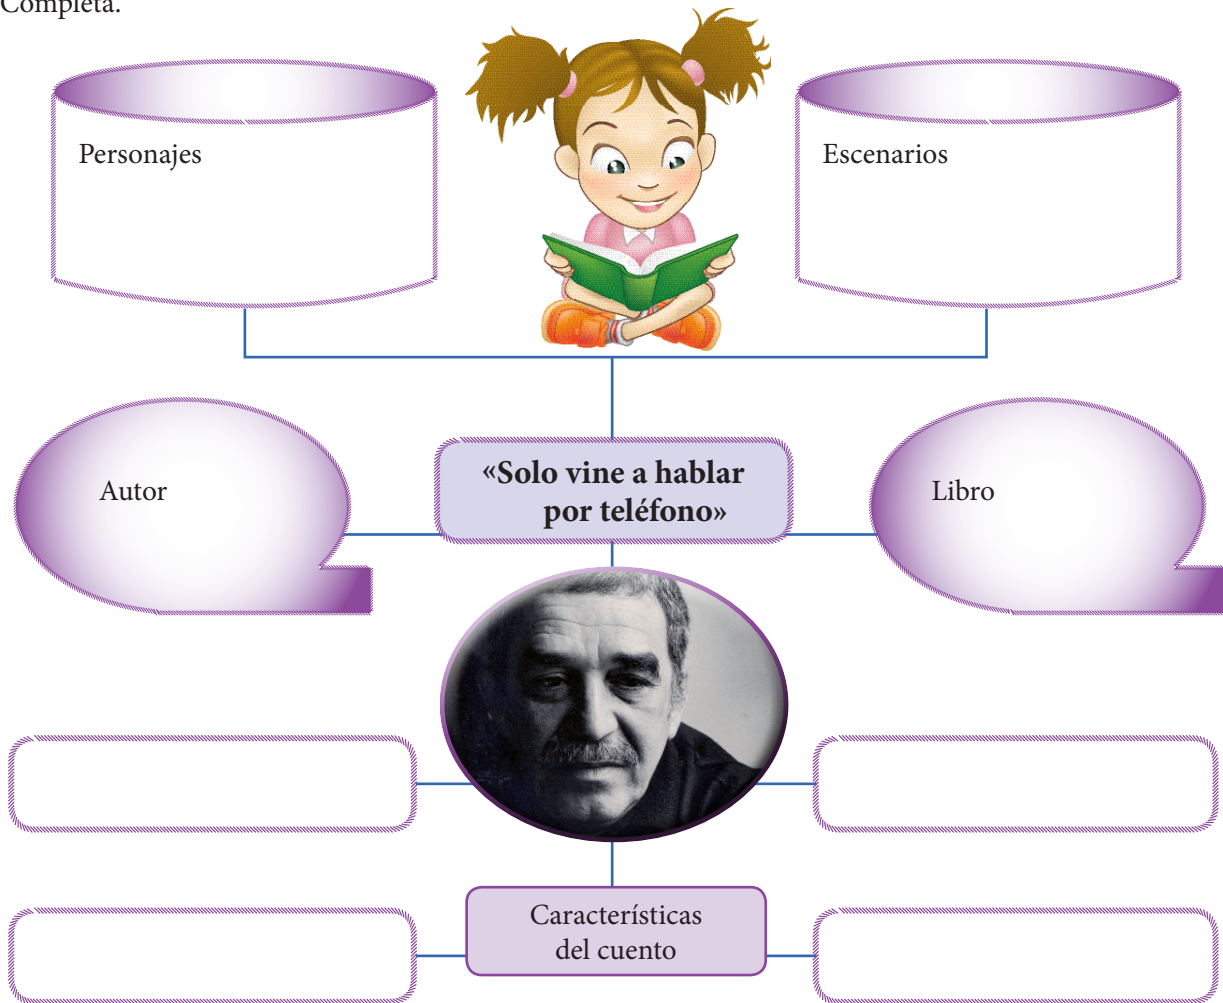 Completa.
Personajes
Escenarios
Autor
«Solo vine a hablar
por teléfono»
Libro
Características
del cuento